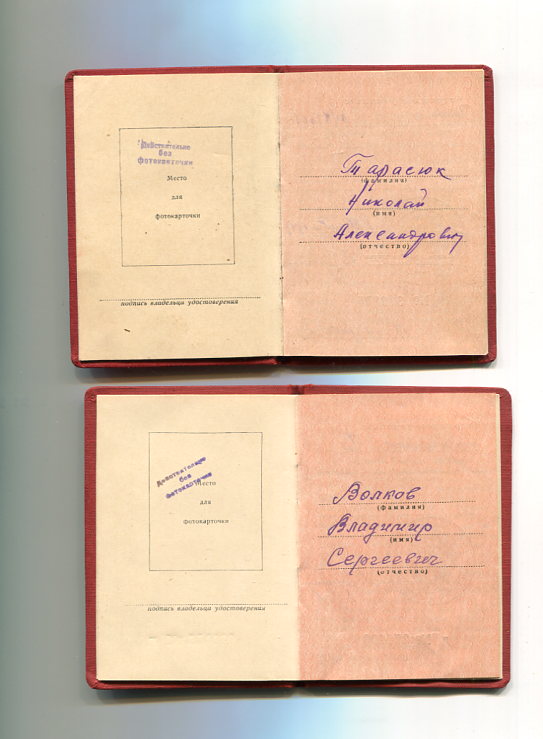 Действительно
без
фотокарточки
Место
для
фотокарточки
подпись владельца удостоверения
Тарасюк
(фамилия)
Николай
(имя)
Александрович
(отчество)
Действительно
без
фотокарточки
Место
для
фотокарточки
подпись владельца удостоверения
Волков
(фамилия)
Владимир
(имя)
Сергеевич
(отчество)